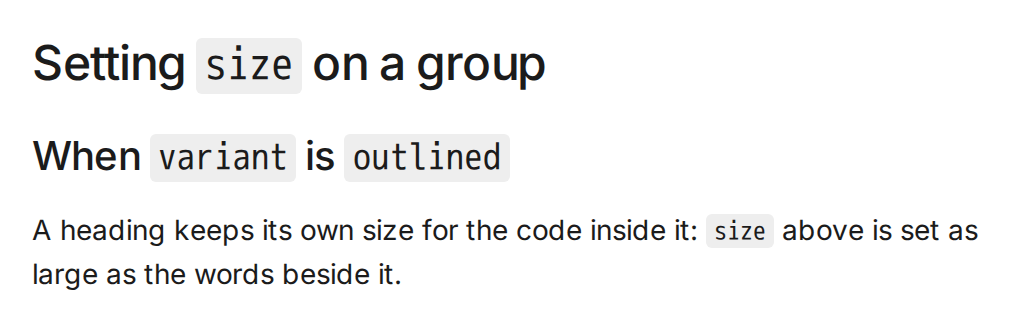 Setting size on a group
When variant is outlined
A heading keeps its own size for the code inside it: size above is set as
large as the words beside it.